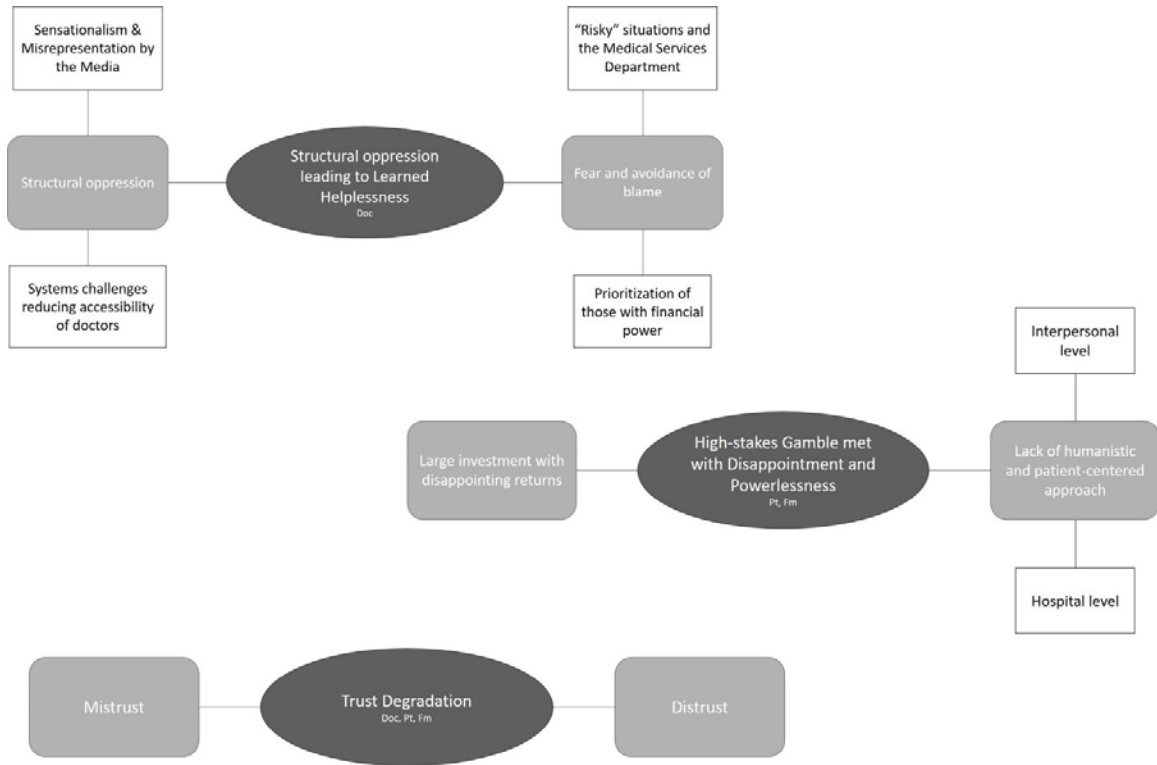 Sensationalism &
Misrepresentation by
the Media
“Risky” situations and
the Medical Services
Department
Structural oppression
Structural oppression
leading to Learned
Helplessness
Doc
Fear and avoidance of
blame
Systems challenges
reducing accessibility
of doctors
Prioritization of
those with financial
power
Interpersonal
level
Large investment with
disappointing returns
High-stakes Gamble met
with Disappointment and
Powerlessness
Pt, Fm
Lack of humanistic
and patient-centered
approach
Hospital level
Mistrust
Trust Degradation
Doc, Pt, Fm
Distrust